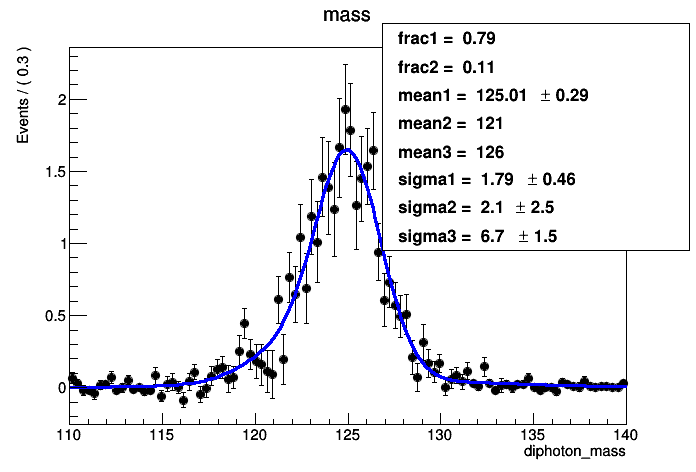 mass
Events / ( 0.3 )
frac1 = 0.79
frac2 = 0.11
mean1 = 125.01 ± 0.29
mean2 = 121
mean3 = 126
sigma1 = 1.79 ± 0.46
sigma2 = 2.1 ± 2.5
sigma3 = 6.7 ± 1.5
2
1.5
1
0.5
0
110 115 120 125 130 135 140
diphoton_mass